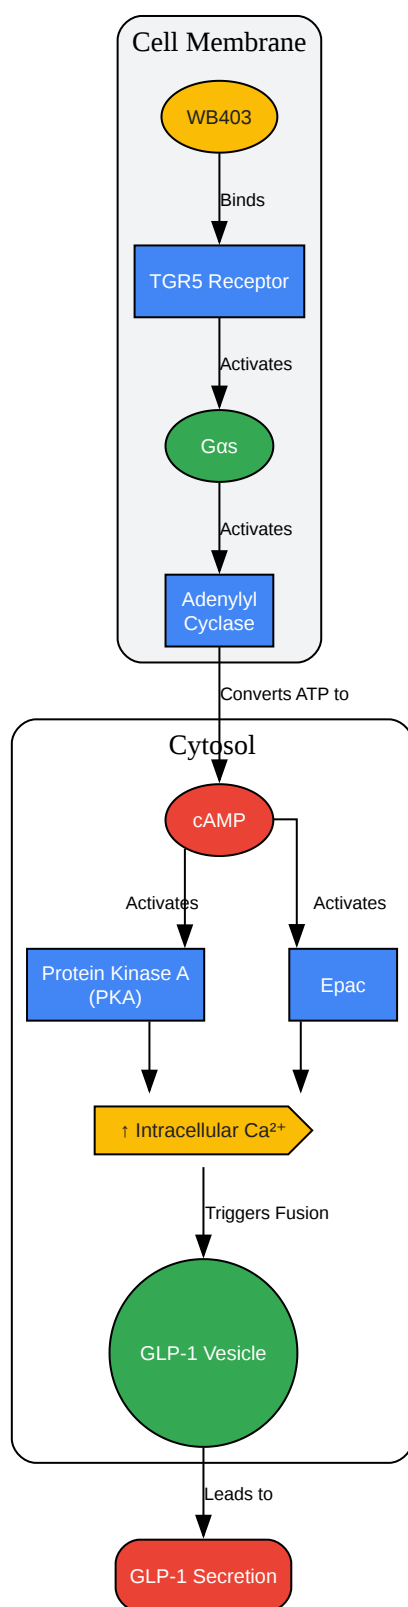 Cell Membrane
WB403
Binds
TGR5 Receptor
Activates
Gαs
Activates
Adenylyl
Cyclase
Converts ATP to
Cytosol
cAMP
Activates
Activates
Protein Kinase A
(PKA)
Epac
↑ Intracellular Ca²⁺
Triggers Fusion
GLP-1 Vesicle
Leads to
GLP-1 Secretion